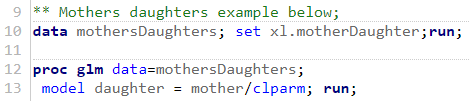 9 ** Mothers daughters example below;
10 data mothersDaughters; set xl.motherDaughter;run;
11
12 proc glm data=mothersDaughters;
13 model daughter = mother/clparm; run;